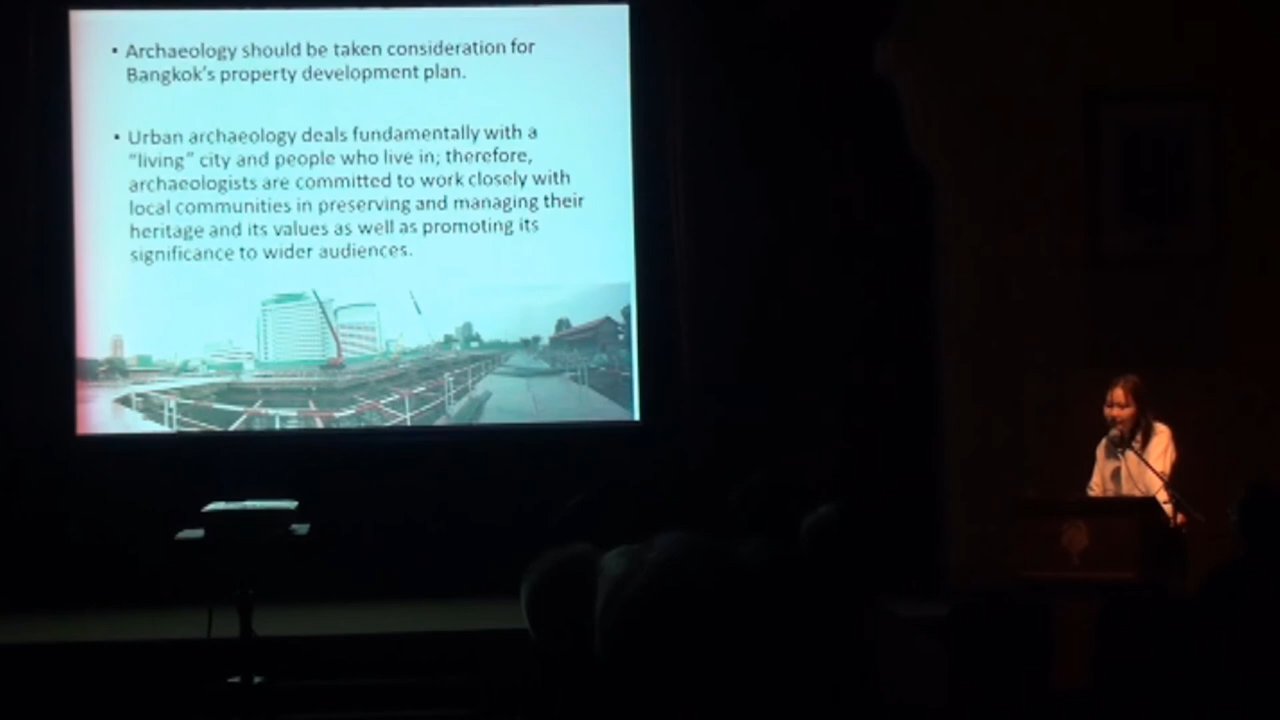 • Archaeology should be taken consideration for
Bangkok's property development plan.
• Urban archaeology deals fundamentally with a
"living" city and people who live in; therefore,
archaeologists are committed to work closely with
local communities in preserving and managing their
heritage and its values as well as promoting its
significance to wider audiences.